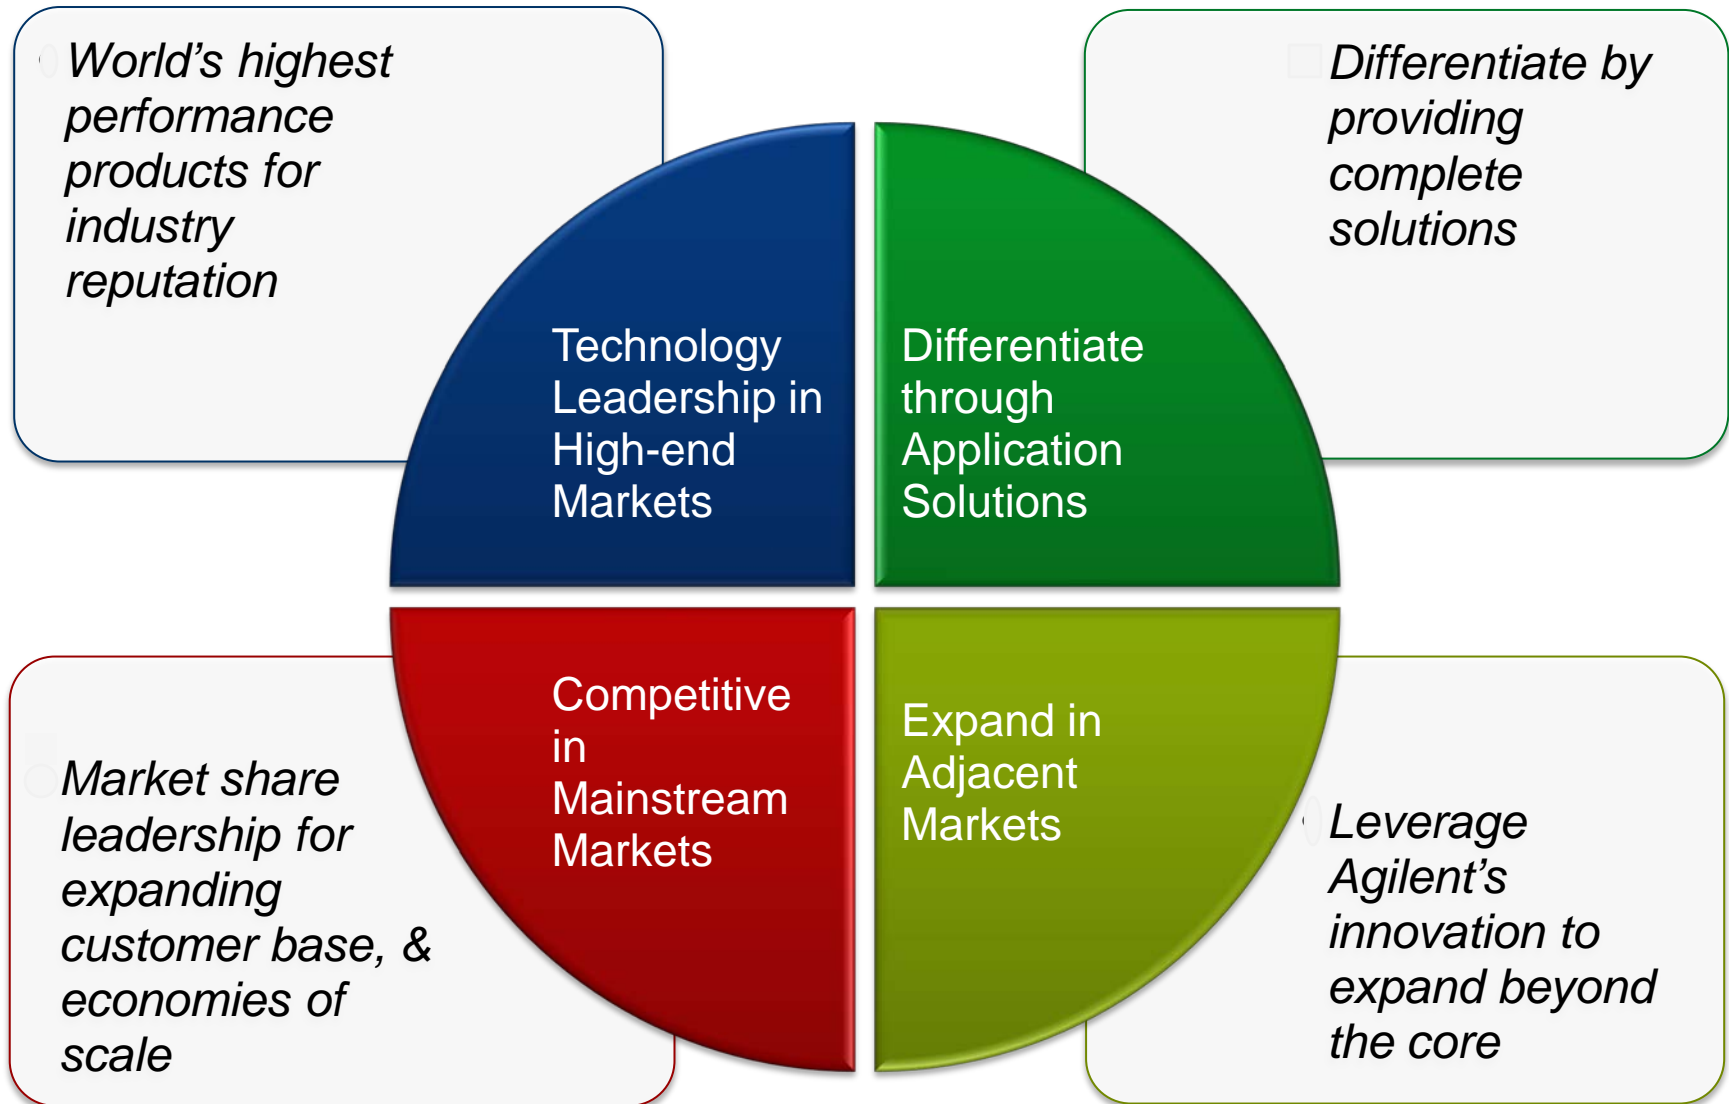 World’s highest
performance
products for
industry
reputation
Differentiate by
providing
complete
solutions
Technology
Leadership in
High-end
Markets
Differentiate
through
Application
Solutions
Competitive
in
Mainstream
Markets
Expand in
Adjacent
Markets
Market share
leadership for
expanding
customer base, &
economies of
scale
Leverage
Agilent’s
innovation to
expand beyond
the core